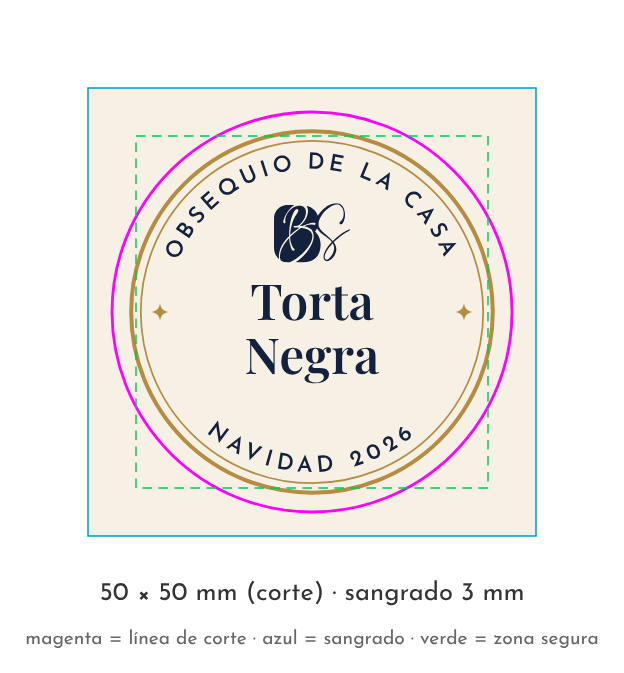 OBSEQUIO DE LA CASA
BS
Torta
Negra
NAVIDAD 2026
50 × 50 mm (corte) · sangrado 3 mm
magenta = línea de corte · azul = sangrado · verde = zona segura